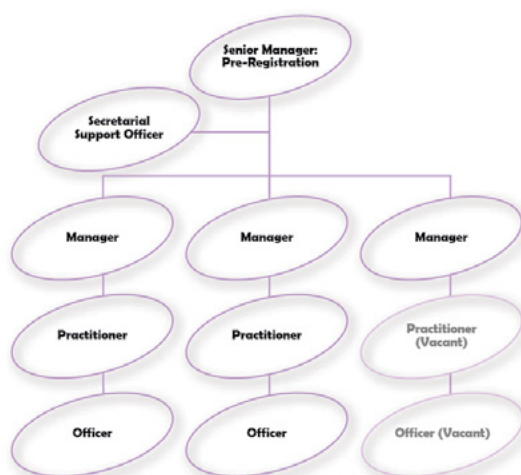 Senior Manager:
Pre-Registration
Secretarial
Support Officer
Manager
Manager
Manager
Practitioner
Practitioner
Practitioner
(Vacant)
Officer
Officer
Officer (Vacant)